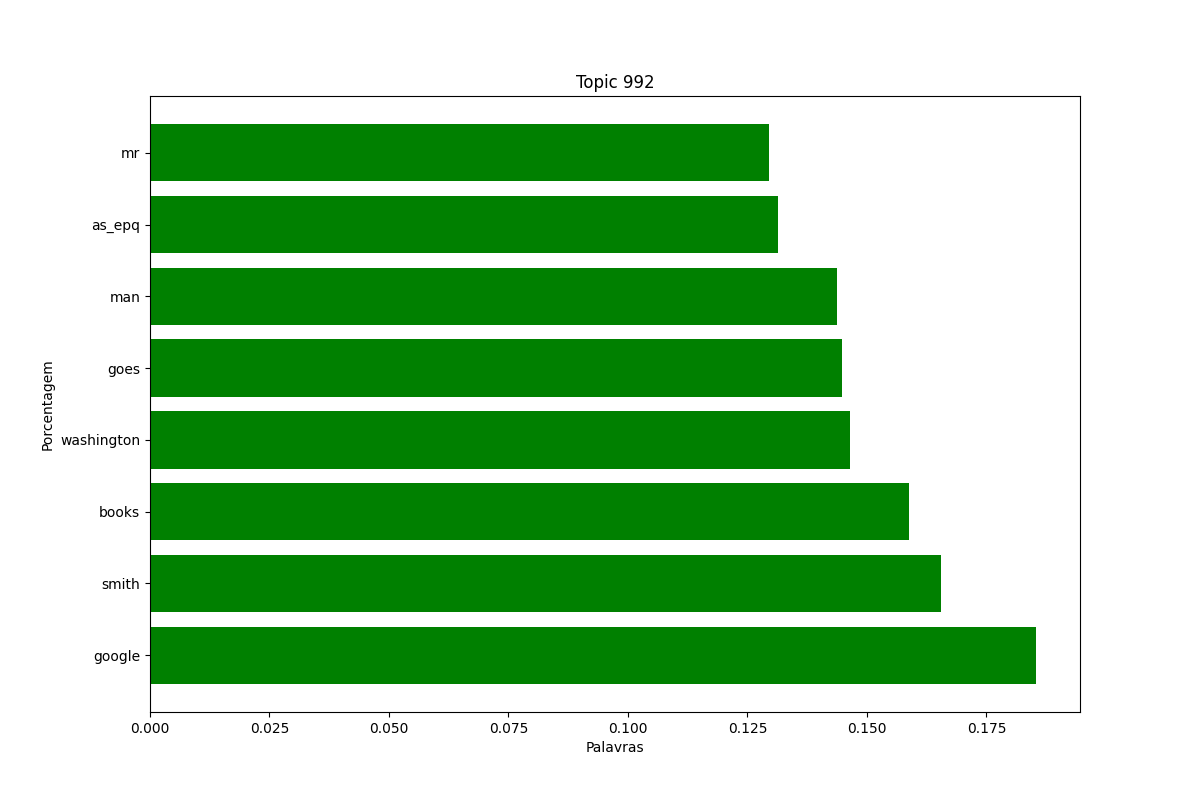 Topic 992
mr
as_epq
man
goes
washington
books
smith
google
Porcentagem
0.000 0.025 0.050 0.075 0.100 0.125 0.150 0.175
Palavras